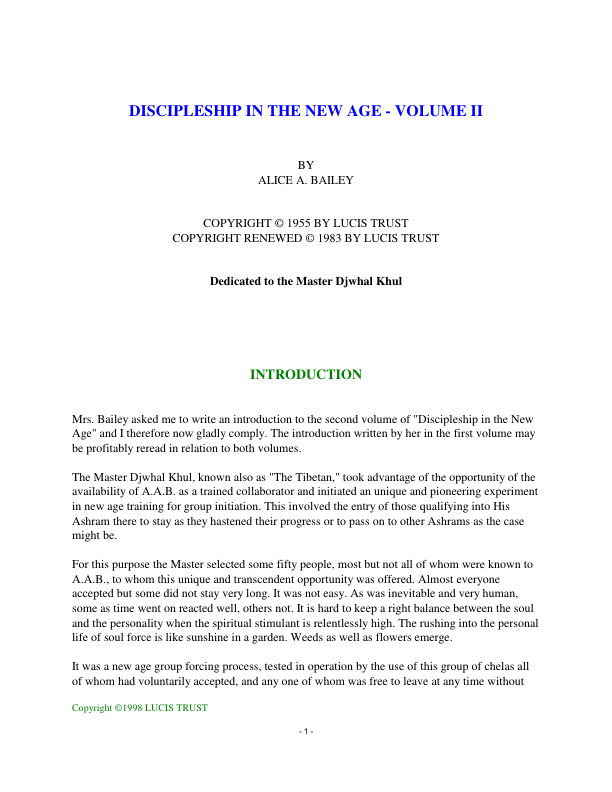 DISCIPLESHIP IN THE NEW AGE - VOLUME II
BY
ALICE A. BAILEY
COPYRIGHT © 1955 BY LUCIS TRUST
COPYRIGHT RENEWED © 1983 BY LUCIS TRUST
Dedicated to the Master Djwhal Khul
INTRODUCTION
Mrs. Bailey asked me to write an introduction to the second volume of "Discipleship in the New
Age" and I therefore now gladly comply. The introduction written by her in the first volume may
be profitably reread in relation to both volumes.
The Master Djwhal Khul, known also as "The Tibetan," took advantage of the opportunity of the
availability of A.A.B. as a trained collaborator and initiated an unique and pioneering experiment
in new age training for group initiation. This involved the entry of those qualifying into His
Ashram there to stay as they hastened their progress or to pass on to other Ashrams as the case
might be.
For this purpose the Master selected some fifty people, most but not all of whom were known to
A.A.B., to whom this unique and transcendent opportunity was offered. Almost everyone
accepted but some did not stay very long. It was not easy. As was inevitable and very human,
some as time went on reacted well, others not. It is hard to keep a right balance between the soul
and the personality when the spiritual stimulant is relentlessly high. The rushing into the personal
life of soul force is like sunshine in a garden. Weeds as well as flowers emerge.
It was a new age group forcing process, tested in operation by the use of this group of chelas all
of whom had voluntarily accepted, and any one of whom was free to leave at any time without
Copyright ©1998 LUCIS TRUST
- 1 -